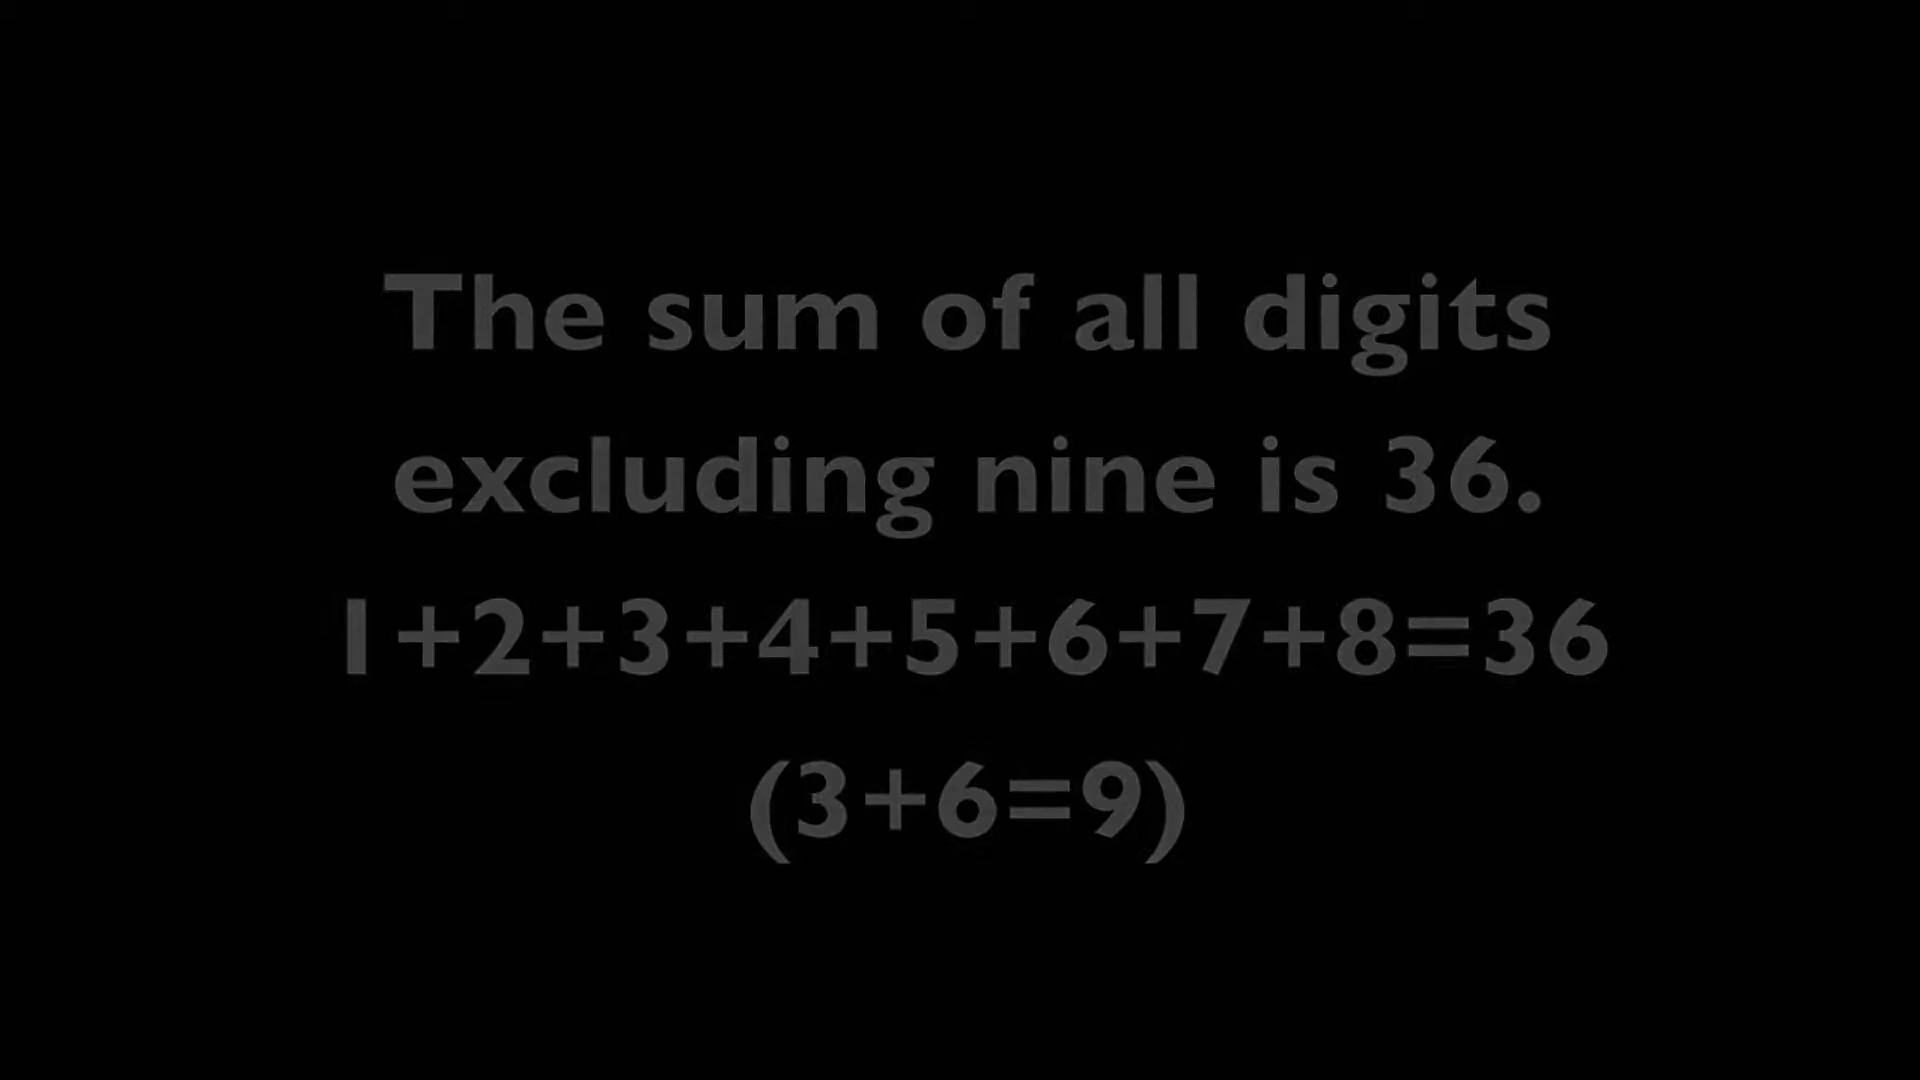 The sum of all digits
excluding nine is 36.
1+2+3+4+5+6+7+8=36
(3+6=9)